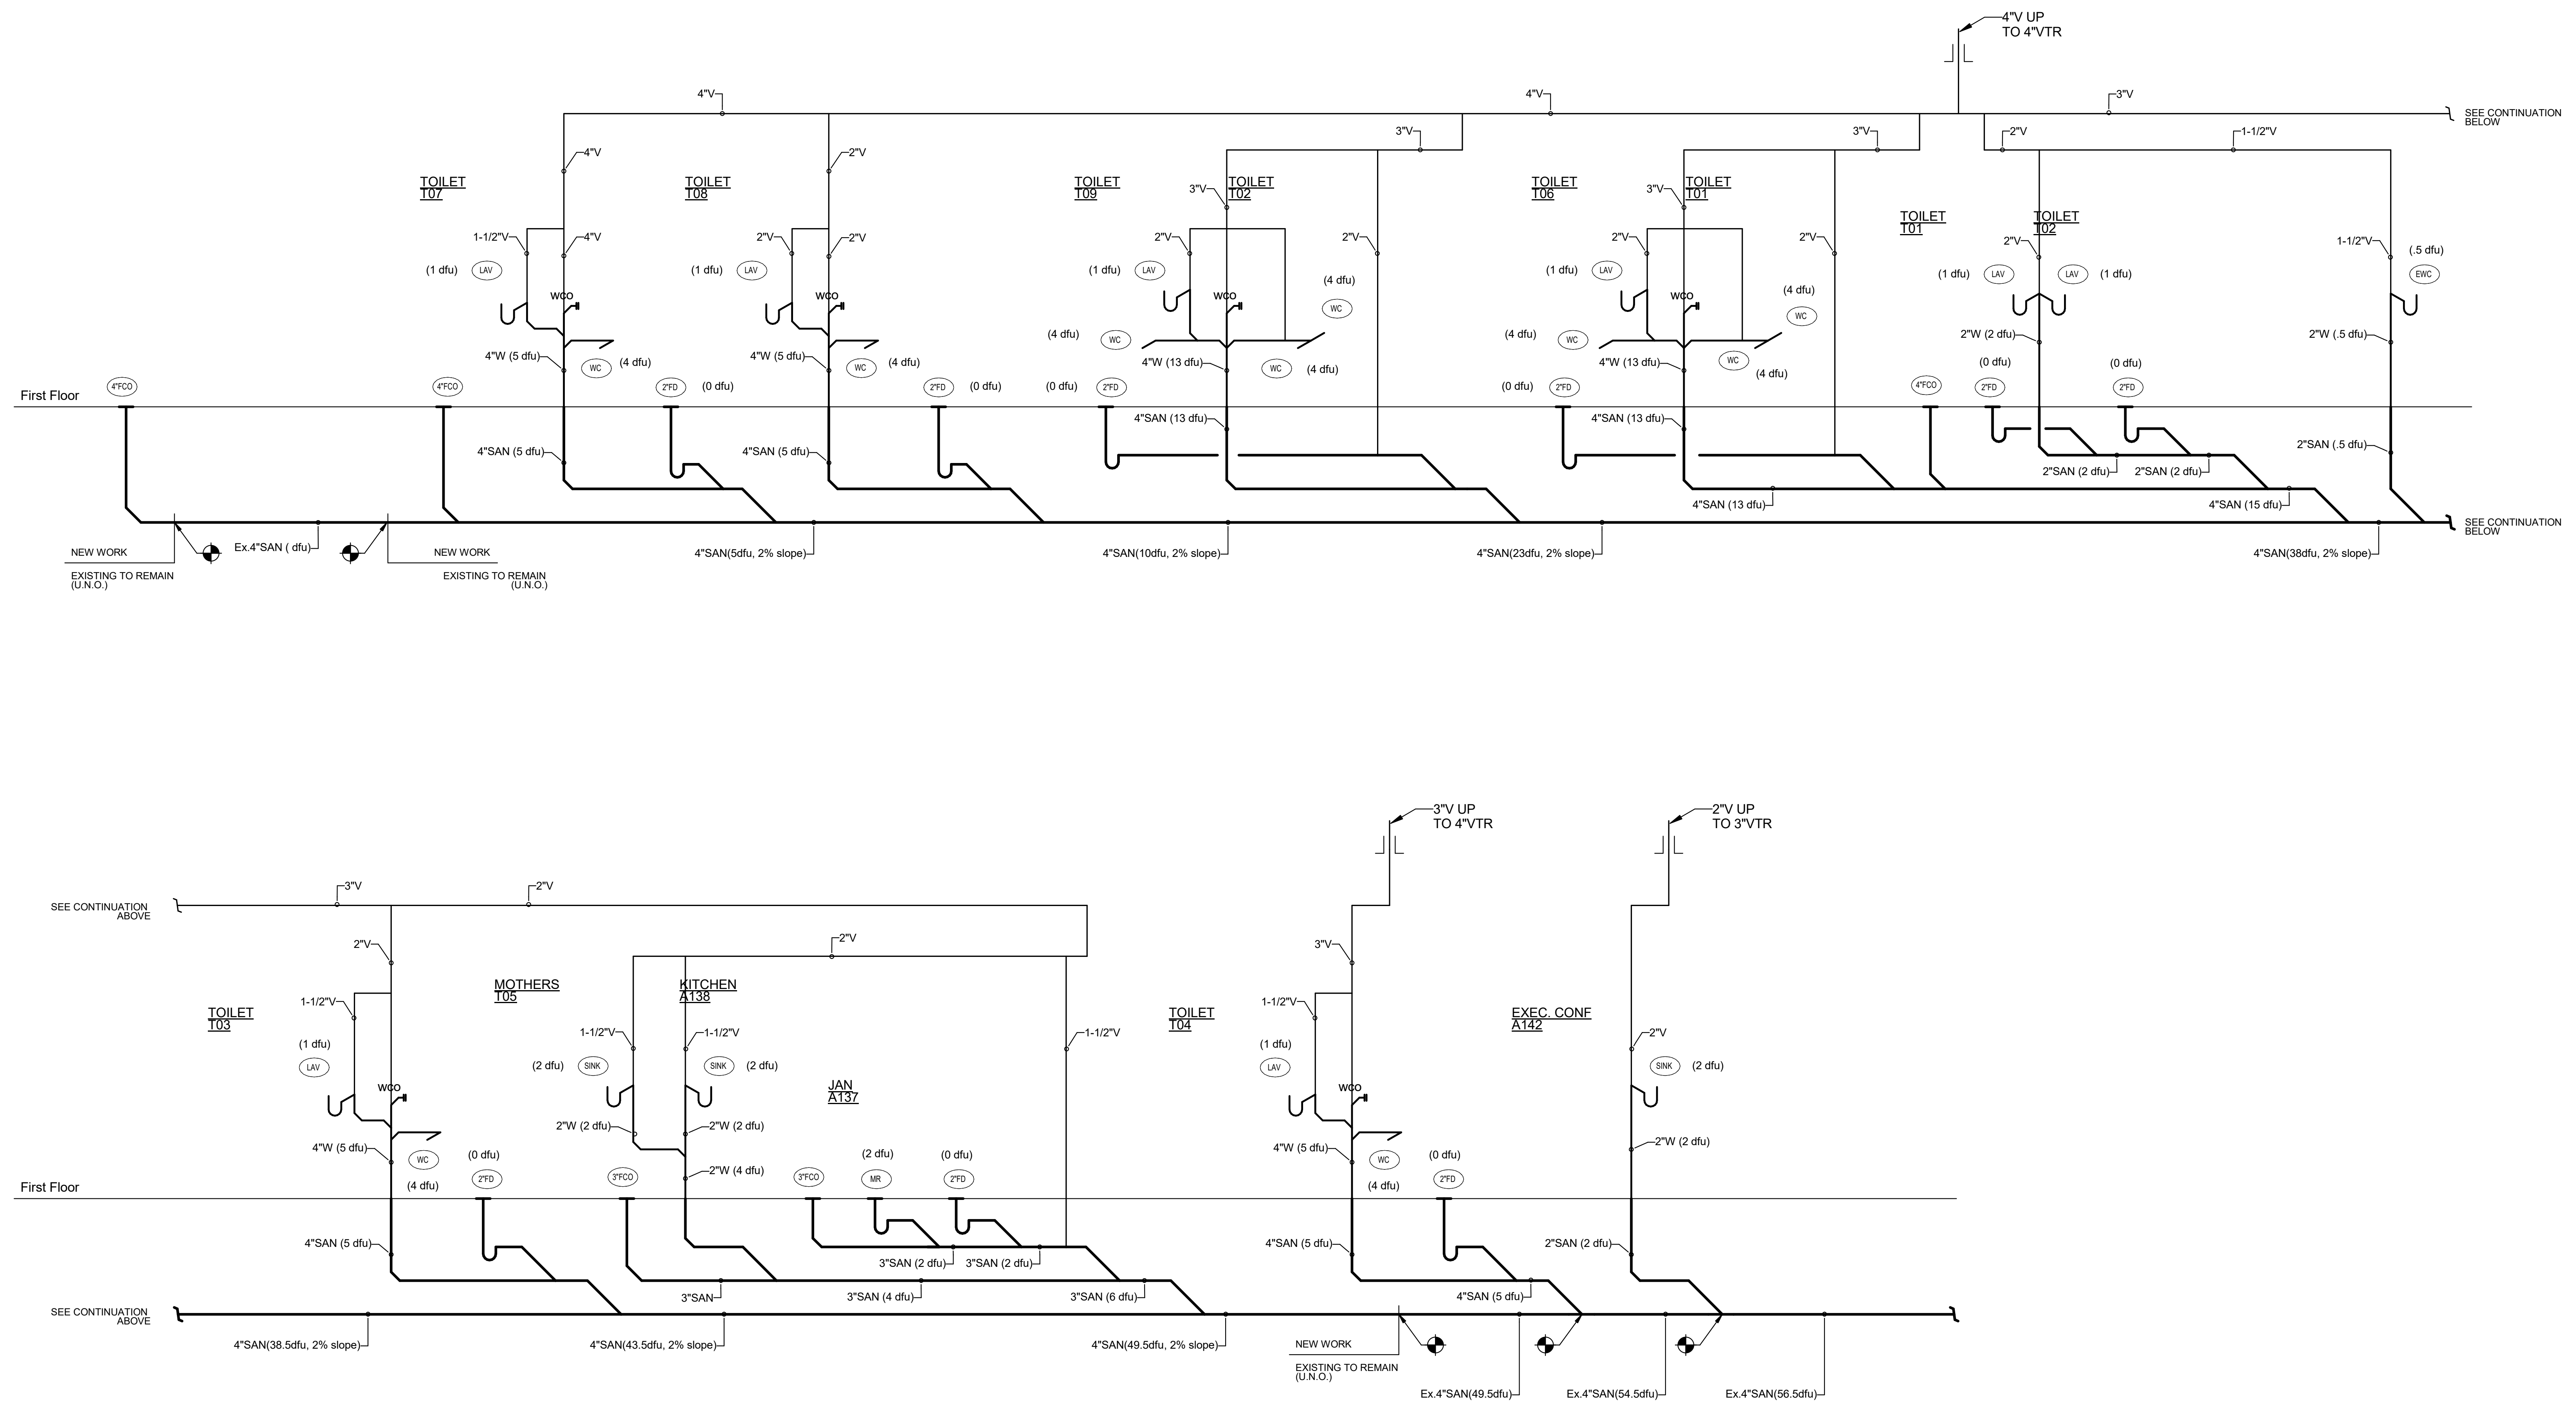 4"V UP
TO 4"VTR
4"V
4"V
3"V
SEE CONTINUATION
BELOW
3"V
3"V
2"V
1-1/2"V
4"V
2"V
TOILET
T07
TOILET
T08
TOILET
T09
3"V
TOILET
T02
TOILET
T06
3"V
TOILET
T01
TOILET
T01
TOILET
T02
1-1/2"V
4"V
2"V
2"V
2"V
2"V
2"V
2"V
2"V
1-1/2"V
(.5 dfu)
(1 dfu)
LAV
(1 dfu)
LAV
(1 dfu)
LAV
(4 dfu)
(1 dfu)
LAV
(4 dfu)
(1 dfu)
LAV
LAV
(1 dfu)
EWC
WCO
WCO
WCO
WC
WCO
WC
(4 dfu)
WC
(4 dfu)
WC
2"W (2 dfu)
2"W (.5 dfu)
4"W (5 dfu)
WC
(4 dfu)
4"W (5 dfu)
WC
(4 dfu)
4"W (13 dfu)
WC
(4 dfu)
4"W (13 dfu)
WC
(4 dfu)
(0 dfu)
(0 dfu)
First Floor
4"FCO
4"FCO
2"FD
(0 dfu)
2"FD
(0 dfu)
(0 dfu)
2"FD
(0 dfu)
2"FD
4"FCO
2"FD
2"FD
4"SAN (13 dfu)
4"SAN (13 dfu)
4"SAN (5 dfu)
4"SAN (5 dfu)
2"SAN (.5 dfu)
2"SAN (2 dfu)
2"SAN (2 dfu)
4"SAN (13 dfu)
4"SAN (15 dfu)
SEE CONTINUATION
BELOW
NEW WORK
EXISTING TO REMAIN
(U.N.O.)
Ex.4"SAN ( dfu)
NEW WORK
EXISTING TO REMAIN
(U.N.O.)
4"SAN(5dfu, 2% slope)
4"SAN(10dfu, 2% slope)
4"SAN(23dfu, 2% slope)
4"SAN(38dfu, 2% slope)
3"V UP
TO 4"VTR
2"V UP
TO 3"VTR
SEE CONTINUATION
ABOVE
3"V
2"V
2"V
2"V
3"V
TOILET
T03
1-1/2"V
MOTHERS
T05
KITCHEN
A138
TOILET
T04
1-1/2"V
EXEC. CONF
A142
1-1/2"V
1-1/2"V
1-1/2"V
2"V
(1 dfu)
LAV
(2 dfu)
SINK
SINK
(2 dfu)
(1 dfu)
LAV
SINK
(2 dfu)
WCO
JAN
A137
WCO
2"W (2 dfu)
2"W (2 dfu)
4"W (5 dfu)
WC
(4 dfu)
(0 dfu)
2"FD
3"FCO
2"W (4 dfu)
3"FCO
(2 dfu)
MR
(0 dfu)
2"FD
4"W (5 dfu)
WC
(4 dfu)
(0 dfu)
2"FD
2"W (2 dfu)
First Floor
4"SAN (5 dfu)
3"SAN (2 dfu)
3"SAN (2 dfu)
4"SAN (5 dfu)
2"SAN (2 dfu)
3"SAN
3"SAN (4 dfu)
3"SAN (6 dfu)
4"SAN (5 dfu)
SEE CONTINUATION
ABOVE
4"SAN(38.5dfu, 2% slope)
4"SAN(43.5dfu, 2% slope)
4"SAN(49.5dfu, 2% slope)
NEW WORK
EXISTING TO REMAIN
(U.N.O.)
Ex.4"SAN(49.5dfu)
Ex.4"SAN(54.5dfu)
Ex.4"SAN(56.5dfu)